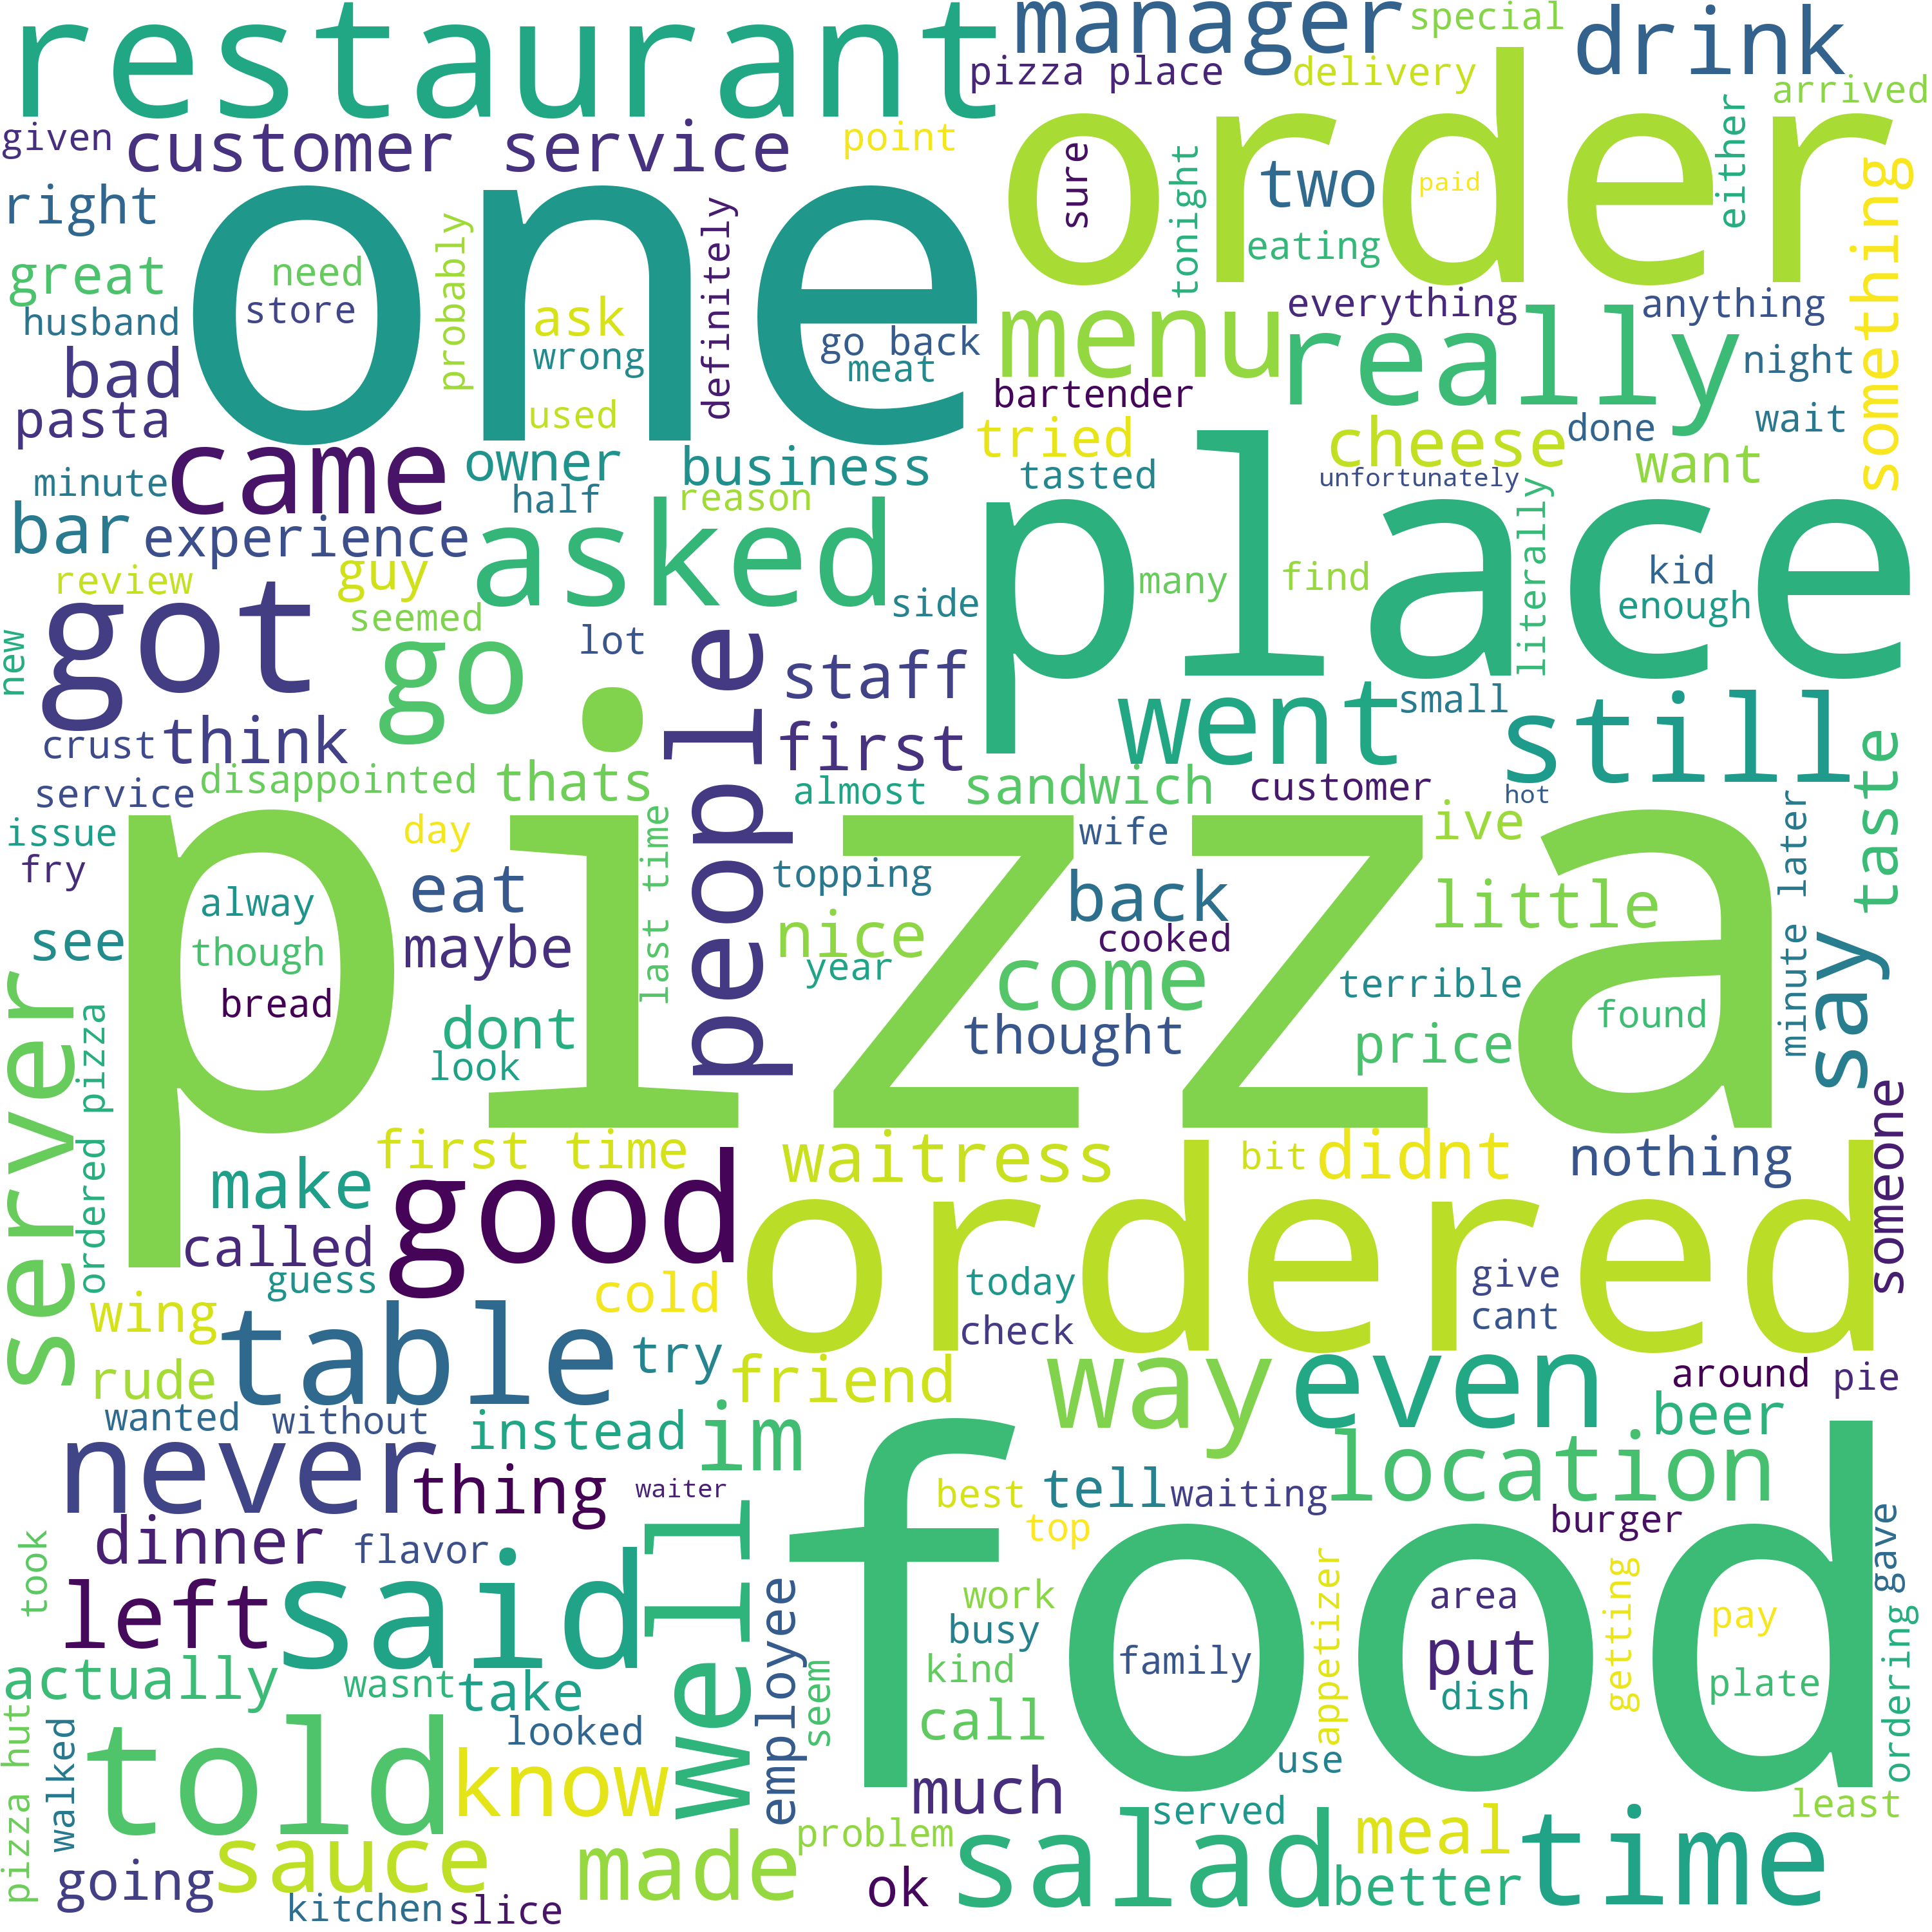 restaurant
manager
special
drink
pizza place
delivery
arrived
order
given
customer service
point
sure
tonight
two
paid
either
something
right
one
great
need
store
probably
ask
definitely
eating
husband
wrong
go back
meat
menu
everything
really
anything
night
bad
pasta
used
bartender
came
owner
business
tried
cheese
done
wait
minute
half
reason
tasted
unfortunately
want
bar
experience
asked
place
literally
review
guy
many
find
kid
got
seemed
side
enough
new
go
lot
people
staff
went
small
still
crust
think
first
taste
service
disappointed
thats
almost
sandwich
customer
hot
issue
day
last time
wife
ive
minute later
fry
pizza
alway
eat
topping
back
little
see
though
maybe
nice
cooked
say
server
bread
year
come
terrible
found
ordered pizza
dont
thought
price
look
first time
waitress
bit
didnt
nothing
someone
make
good
ordered
called
guess
cold
today
give
wing
table
try
check
cant
rude
friend
way
even
around
pie
wanted
without
instead
im
beer
never
thing
waiter
well
food
best
tell
waiting
location
top
burger
dinner
flavor
took
left
said
employee
work
appetizer
area
getting
pay
gave
busy
family
put
actually
wasnt
take
seem
kind
dish
plate
ordering
pizza hut
walked
told
looked
call
use
know
much
served
least
sauce
made
problem
salad
meal
time
going
ok
better
kitchen
slice